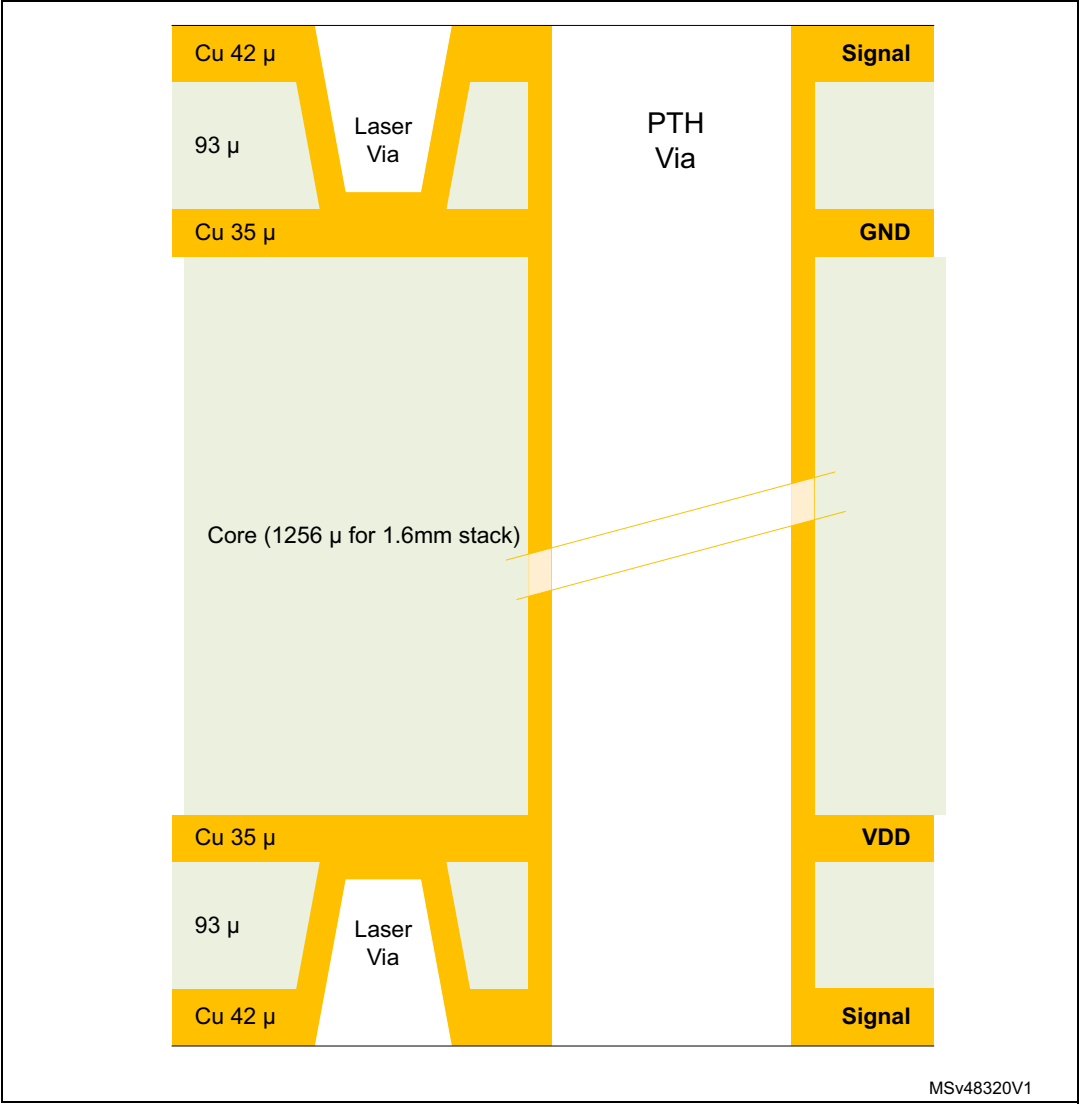 Cu 42 µ
Signal
Laser
Via
PTH
Via
93 µ
Cu 35 µ
GND
Core (1256 µ for 1.6mm stack)
Cu 35 µ
VDD
93 µ
Laser
Via
Cu 42 µ
Signal
MSv48320V1